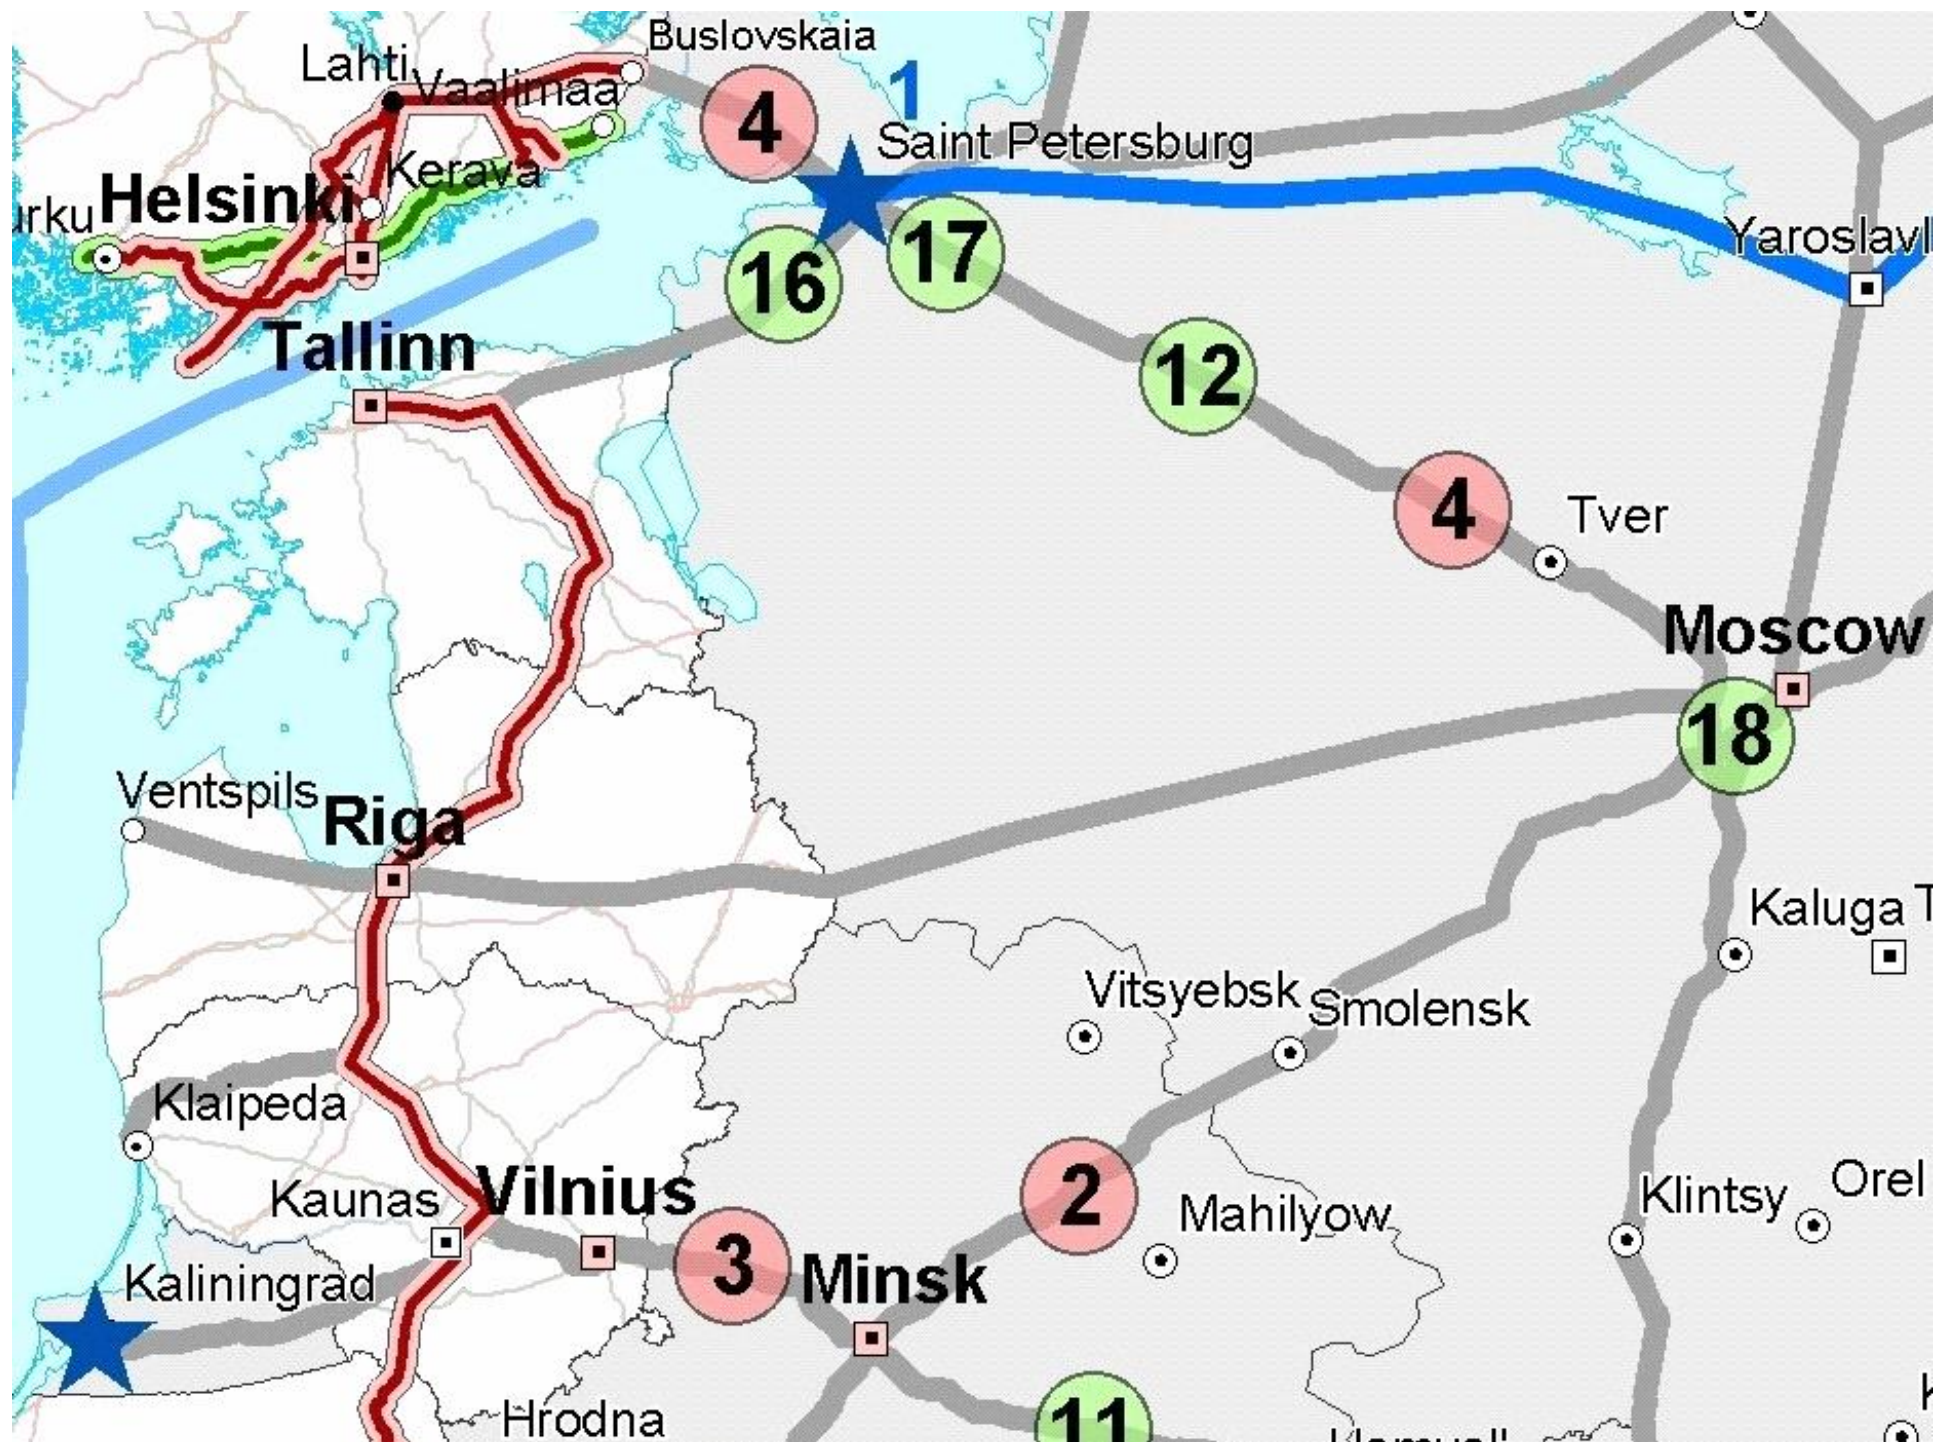 Buslovskaia
Lahti
Vaalimaa
4
1
Saint Petersburg
Kerava
Helsinki
urku
17
16
Yaroslavl
Tallinn
12
4
Tver
Moscow
18
Ventspils
Riga
Kaluga
T
Vitsyebsk
Smolensk
Klaipeda
Kaunas
Vilnius
2
Mahilyow
Klintsy
Orel
3
Minsk
Kaliningrad
Hrodna
11